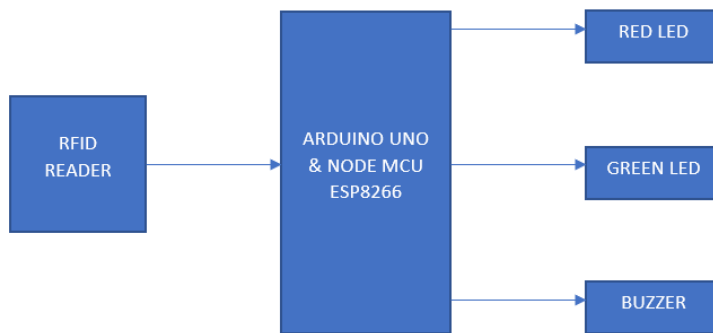 RFID
READER
ARDUINO UNO
& NODE MCU
ESP8266
RED LED
GREEN LED
BUZZER